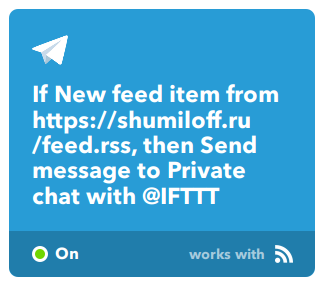 If New feed item from
https://shumiloff.ru
/feed.rss, then Send
message to Private
chat with @IFTTT
On
works with